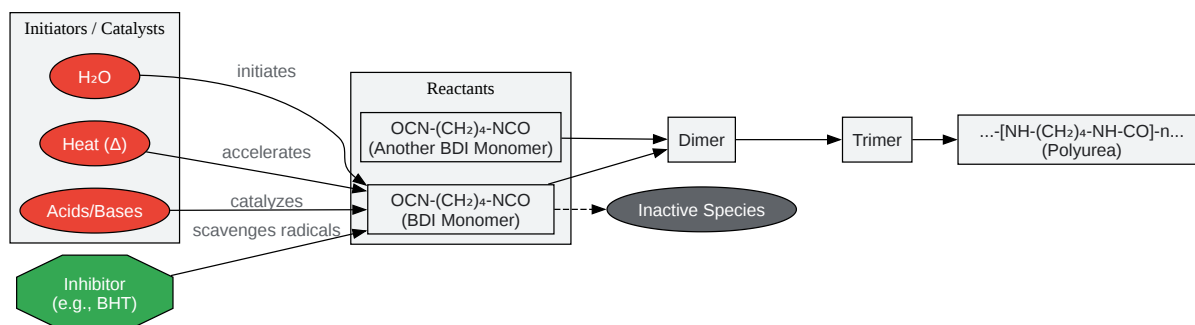 Initiators / Catalysts
H₂O
Heat (Δ)
Acids/Bases
Inhibitor
(e.g., BHT)
initiates
accelerates
catalyzes
scavenges radicals
Reactants
OCN-(CH₂)₄-NCO
(Another BDI Monomer)
OCN-(CH₂)₄-NCO
(BDI Monomer)
Dimer
Inactive Species
Trimer
...-[NH-(CH₂)₄-NH-CO]-n...
(Polyurea)